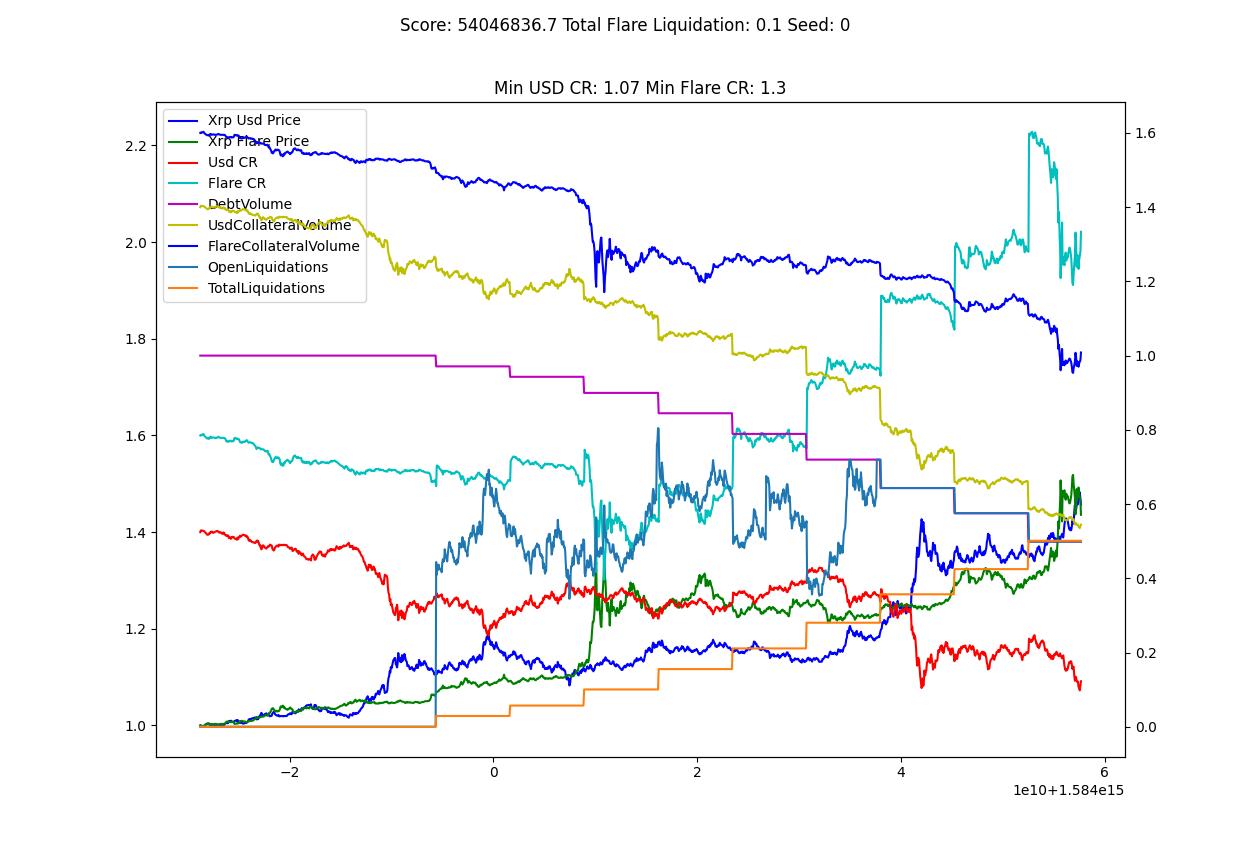 Score: 54046836.7 Total Flare Liquidation: 0.1 Seed: 0
Min USD CR: 1.07 Min Flare CR: 1.3
Xrp Usd Price
Xrp Flare Price
Usd CR
Flare CR
DebtVolume
UsdCollateralVolume
FlareCollateralVolume
OpenLiquidations
TotalLiquidations
2.2
2.0
1.8
1.6
1.4
1.2
1.0
1.6
1.4
1.2
1.0
0.8
0.6
0.4
0.2
0.0
−2 0 2 4 6
1e10+1.584e15